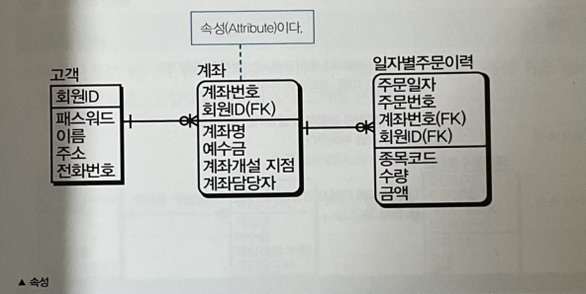 속성(Attribute)이다.
고객
회원ID
패스워드
이름
주소
전화번호
계좌
계좌번호
회원ID(FK)
계좌명
예수금
계좌개설 지점
계좌담당자
일자별주문이력
주문일자
주문번호
계좌번호(FK)
회원ID(FK)
종목코드
수량
금액
▲ 속성